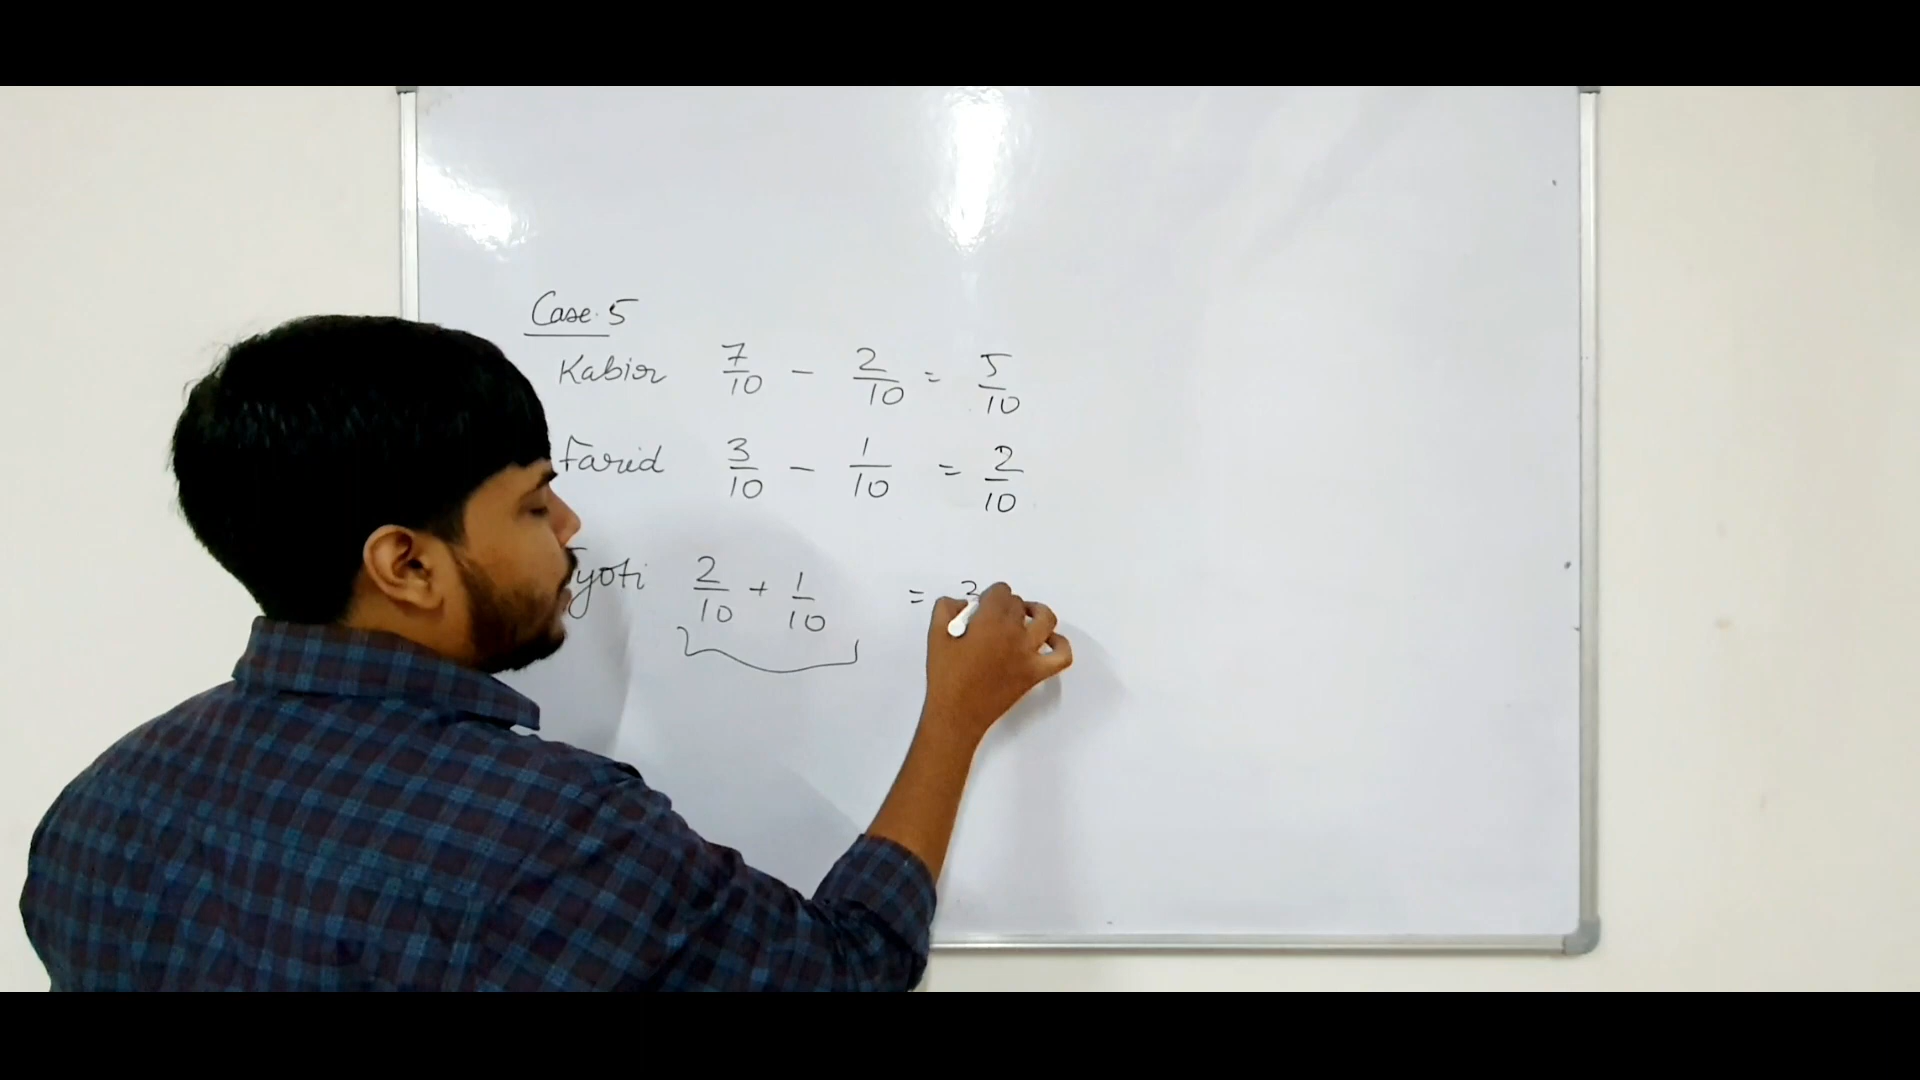 Case. 5
Kabir 7/10 - 2/10 = 5/10
Farid 3/10 - 1/10 = 2/10
Jyoti 2/10 + 1/10 = 3